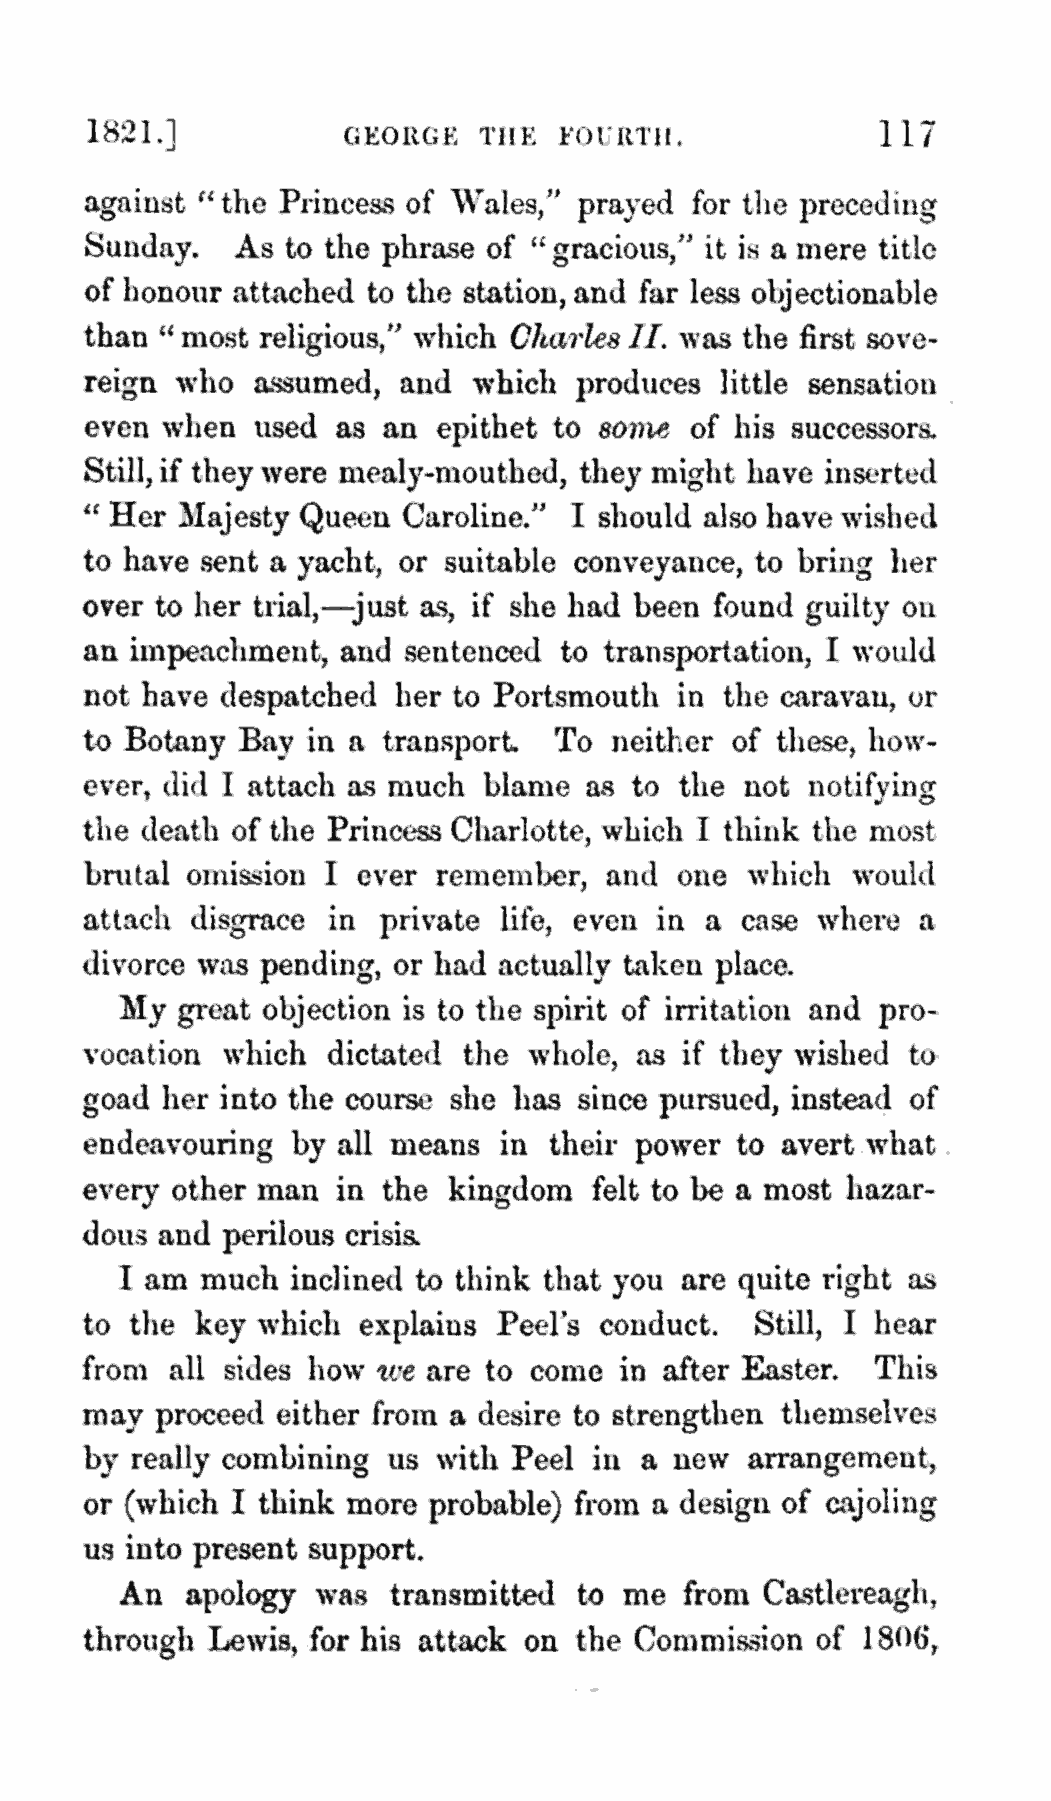 1821.] GEORGE THE FOURTH. 117
against "the Princess of Wales," prayed for the preceding
Sunday. As to the phrase of "gracious," it is a mere title
of honour attached to the station, and far less objectionable
than "most religious," which Charles II. was the first sove-
reign who assumed, and which produces little sensation
even when used as an epithet to some of his successors.
Still, if they were mealy-mouthed, they might have inserted
"Her Majesty Queen Caroline." I should also have wished
to have sent a yacht, or suitable conveyance, to bring her
over to her trial,—just as, if she had been found guilty on
an impeachment, and sentenced to transportation, I would
not have despatched her to Portsmouth in the caravan, or
to Botany Bay in a transport. To neither of these, how-
ever, did I attach as much blame as to the not notifying
the death of the Princess Charlotte, which I think the most
brutal omission I ever remember, and one which would
attach disgrace in private life, even in a case where a
divorce was pending, or had actually taken place.
My great objection is to the spirit of irritation and pro-
vocation which dictated the whole, as if they wished to
goad her into the course she has since pursued, instead of
endeavouring by all means in their power to avert what
every other man in the kingdom felt to be a most hazar-
dous and perilous crisis.
I am much inclined to think that you are quite right as
to the key which explains Peel's conduct. Still, I hear
from all sides how we are to come in after Easter. This
may proceed either from a desire to strengthen themselves
by really combining us with Peel in a new arrangement,
or (which I think more probable) from a design of cajoling
us into present support.
An apology was transmitted to me from Castlereagh,
through Lewis, for his attack on the Commission of 1806,